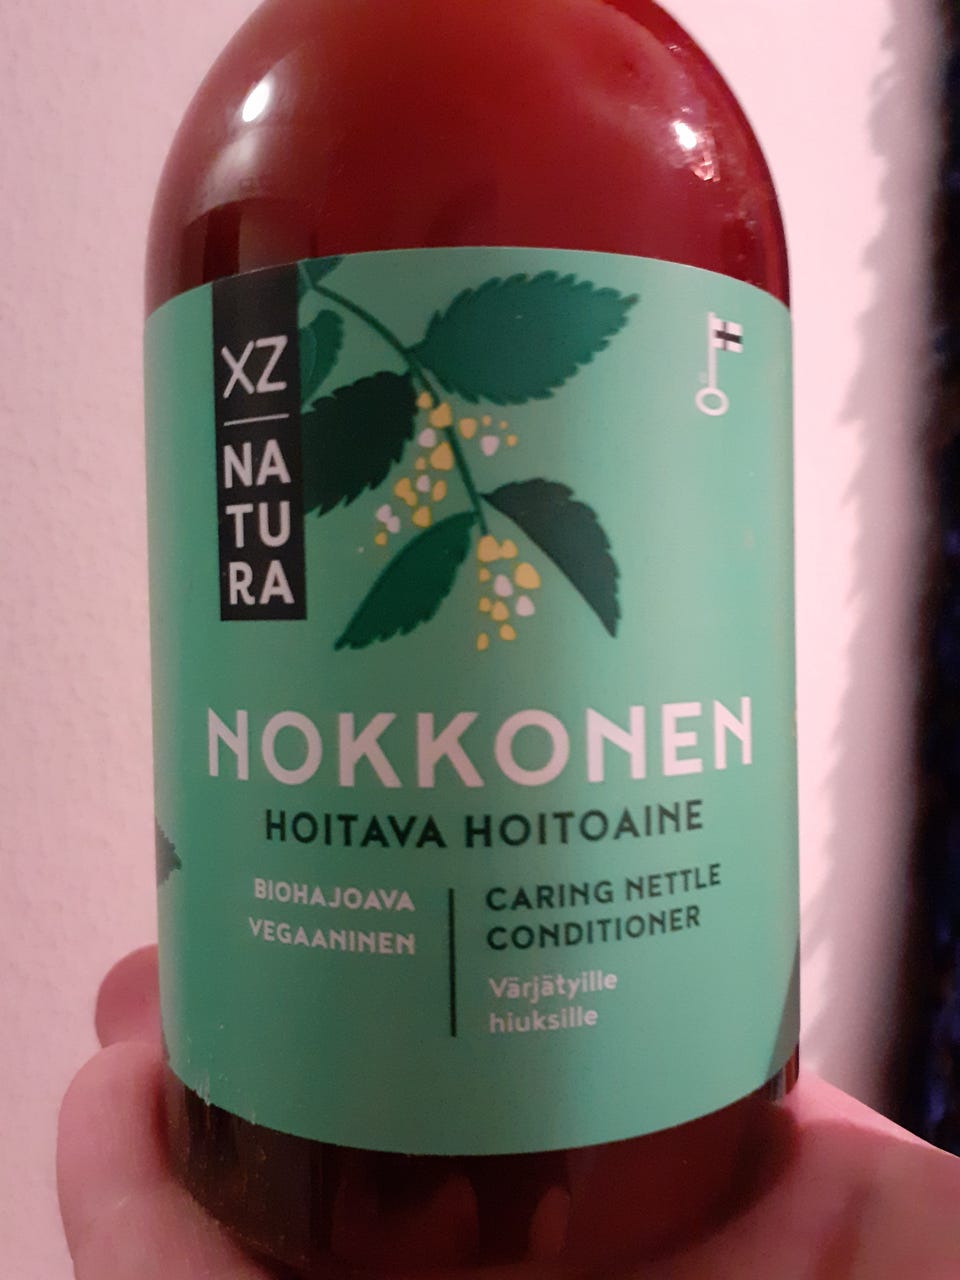 XZ
NA
TU
RA
NOKKONEN
HOITAVA HOITOAINE
BIOHAJOAVA
VEGAANINEN
CARING NETTLE
CONDITIONER
Värjätyille
hiuksille